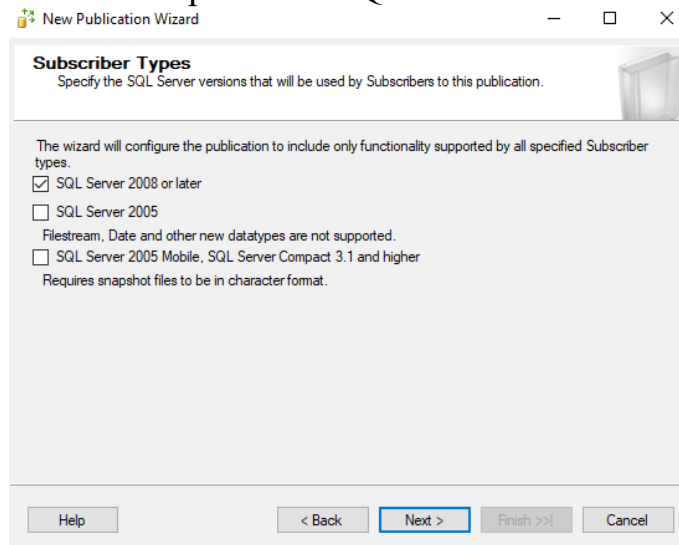 New Publication Wizard
Subscriber Types
Specify the SQL Server versions that will be used by Subscribers to this publication.
The wizard will configure the publication to include only functionality supported by all specified Subscriber
types.
SQL Server 2008 or later
SQL Server 2005
Filestream, Date and other new datatypes are not supported.
SQL Server 2005 Mobile, SQL Server Compact 3.1 and higher
Requires snapshot files to be in character format.
Help
< Back
Next >
Finish >>|
Cancel